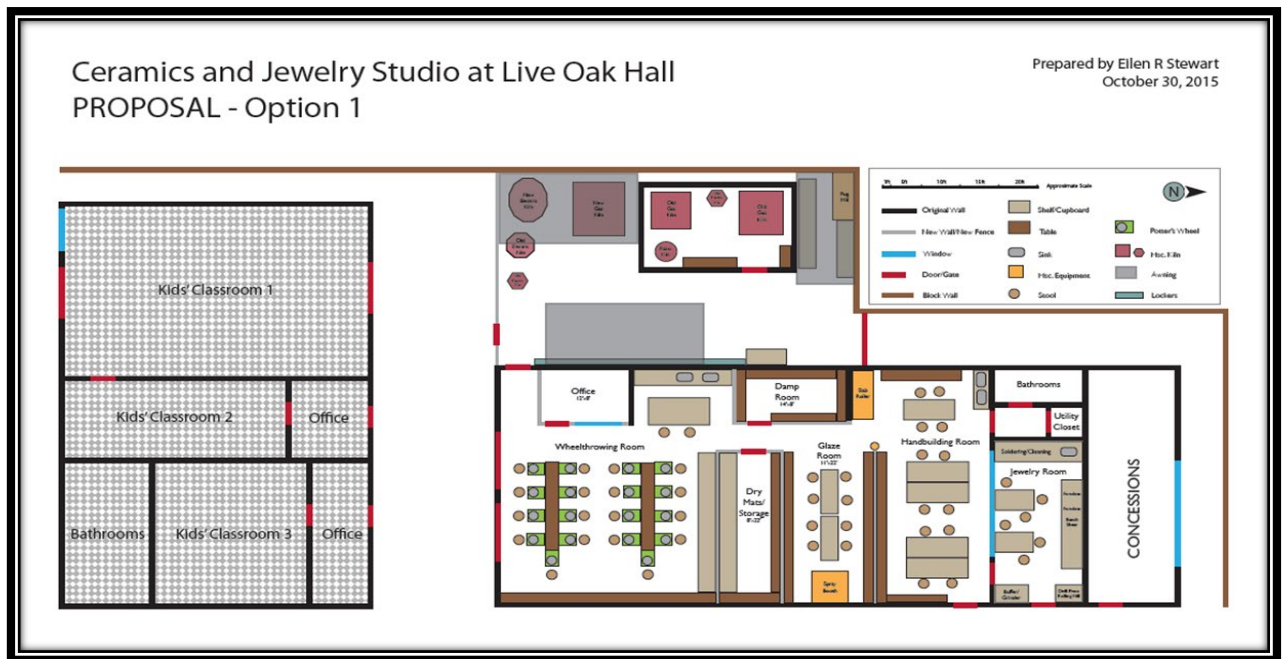 Ceramics and Jewelry Studio at Live Oak Hall
PROPOSAL - Option 1
Prepared by Ellen R Stewart
October 30, 2015
Approximate Scale
N
Original Wall
New Wall/New Fence
Window
Door/Gate
Block Wall
Shelf/Cupboard
Table
Sink
Misc. Equipment
Stool
Potter's Wheel
Misc. Kiln
Awning
Lockers
Kids' Classroom 1
Kids' Classroom 2
Office
Bathrooms
Kids' Classroom 3
Office
Office
Damp
Room
Wheelthrowing Room
Dry
Mats/
Storage
Glaze
Room
Spray
Booth
Handbuilding Room
Bathrooms
Utility
Closet
Soldering/Cleaning
Jewelry Room
CONCESSIONS